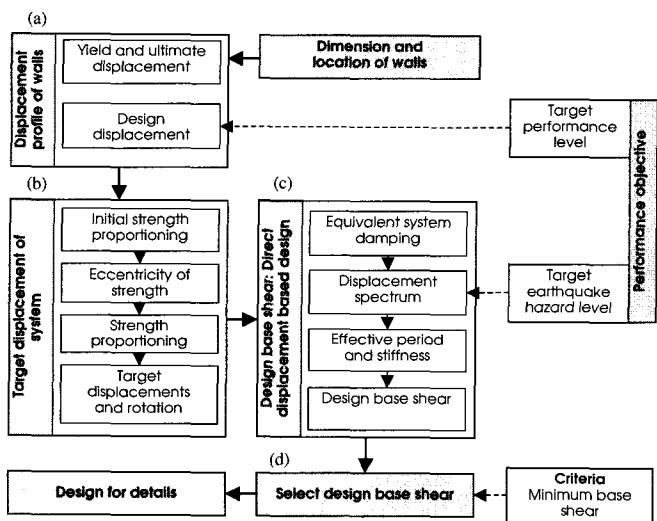 (a)
Displacement
profile of walls
Yield and ultimate
displacement
Design
displacement
Dimension and
location of walls
Target
performance
level
Performance objective
(b)
Target displacement of
system
Initial strength
proportioning
Eccentricity of
strength
Strength
proportioning
Target
displacements
and rotation
(c)
Design base shear: Direct
displacement based design
Equivalent system
damping
Displacement
spectrum
Effective period
and stiffness
Design base shear
Target
earthquake
hazard level
(d)
Design for details
Select design base shear
Criteria
Minimum base
shear